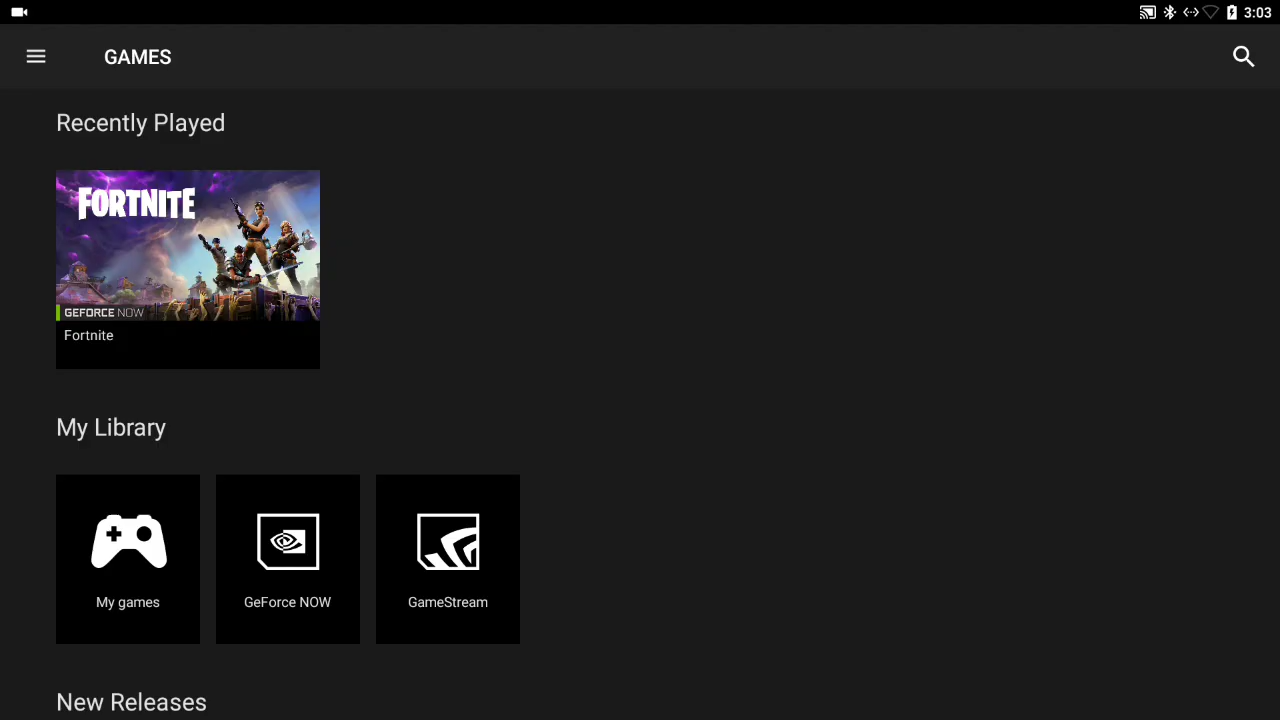 3:03
GAMES
Recently Played
FORTNITE
GEFORCE NOW
Fortnite
My Library
My games
GeForce NOW
GameStream
New Releases